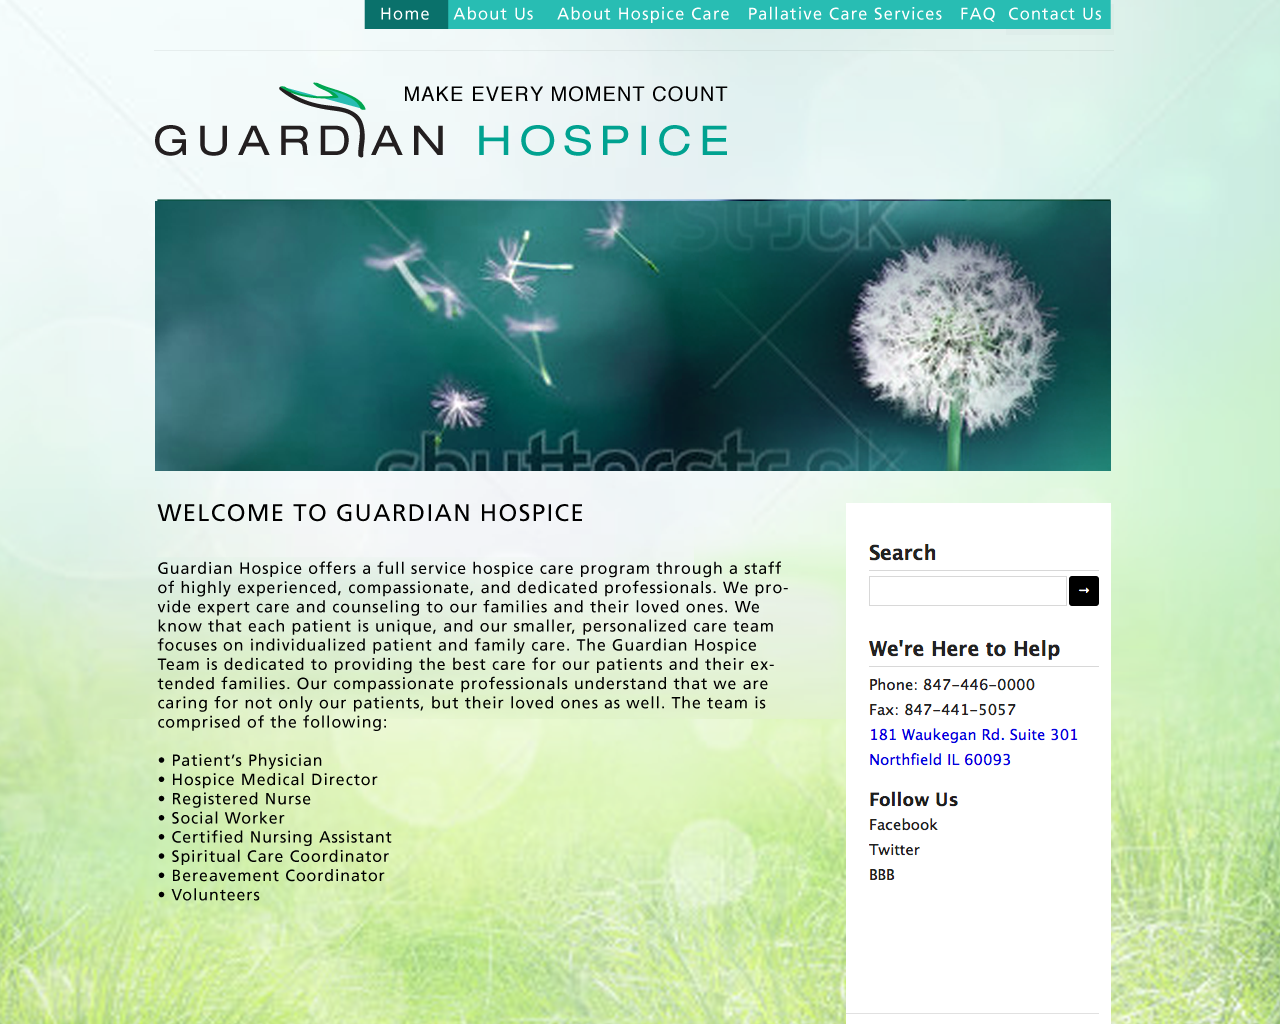 Home About Us About Hospice Care Pallative Care Services FAQ Contact Us
MAKE EVERY MOMENT COUNT
GUARDIAN HOSPICE
stock
shutterstock
WELCOME TO GUARDIAN HOSPICE
Guardian Hospice offers a full service hospice care program through a staff
of highly experienced, compassionate, and dedicated professionals. We pro-
vide expert care and counseling to our families and their loved ones. We
know that each patient is unique, and our smaller, personalized care team
focuses on individualized patient and family care. The Guardian Hospice
Team is dedicated to providing the best care for our patients and their ex-
tended families. Our compassionate professionals understand that we are
caring for not only our patients, but their loved ones as well. The team is
comprised of the following:
• Patient’s Physician
• Hospice Medical Director
• Registered Nurse
• Social Worker
• Certified Nursing Assistant
• Spiritual Care Coordinator
• Bereavement Coordinator
• Volunteers
Search
→
We're Here to Help
Phone: 847-446-0000
Fax: 847-441-5057
181 Waukegan Rd. Suite 301
Northfield IL 60093
Follow Us
Facebook
Twitter
BBB